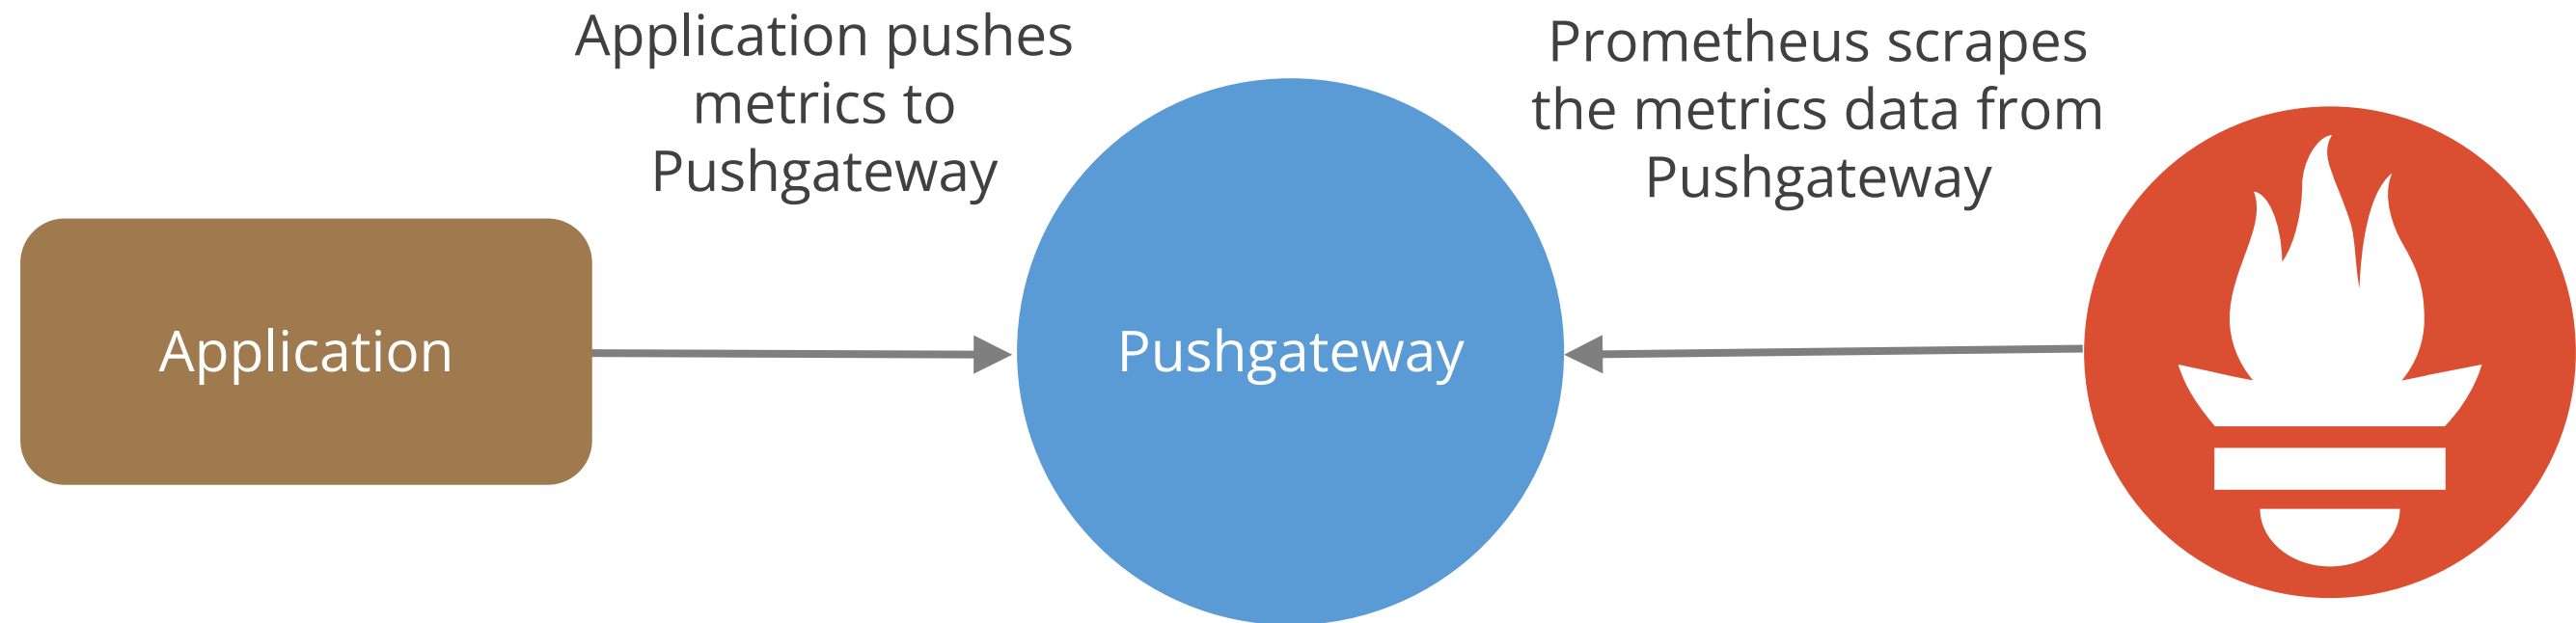 Application pushes
metrics to
Pushgateway
Prometheus scrapes
the metrics data from
Pushgateway
Application
Pushgateway